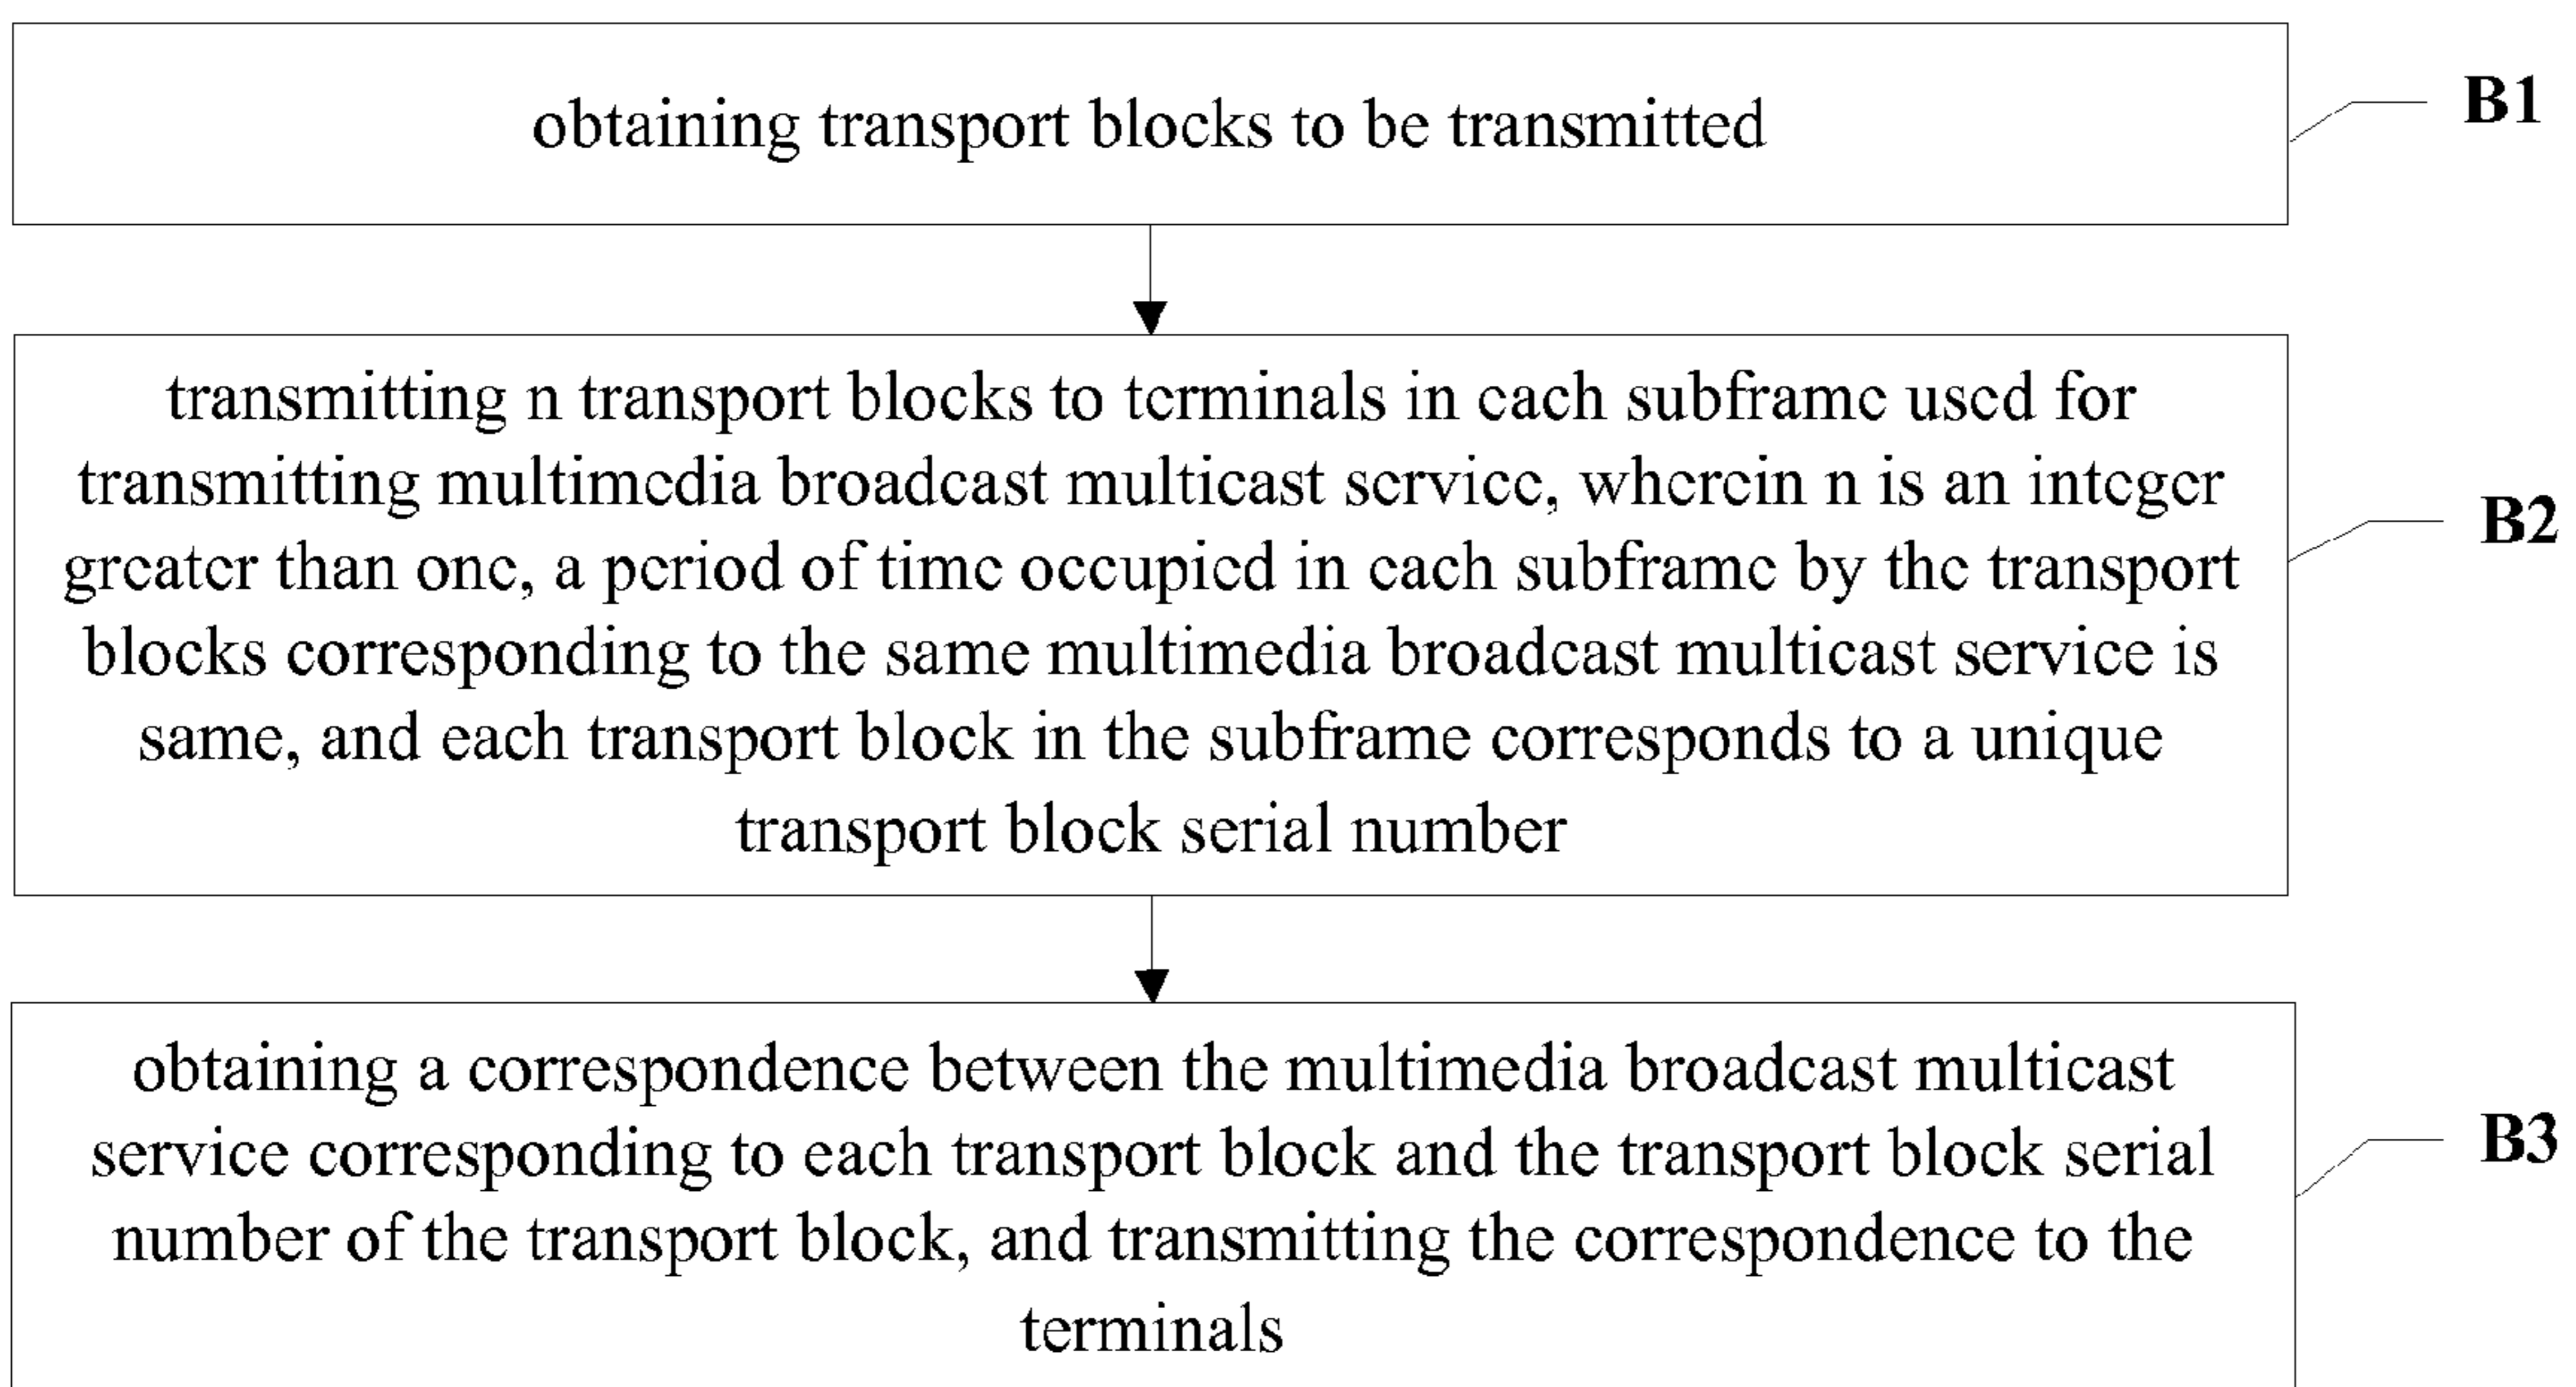 obtaining transport blocks to be transmitted
B1
transmitting n transport blocks to terminals in each subframe used for
transmitting multimedia broadcast multicast service, wherein n is an integer
greater than one, a period of time occupied in each subframe by the transport
blocks corresponding to the same multimedia broadcast multicast service is
same, and each transport block in the subframe corresponds to a unique
transport block serial number
B2
obtaining a correspondence between the multimedia broadcast multicast
service corresponding to each transport block and the transport block serial
number of the transport block, and transmitting the correspondence to the
terminals
B3